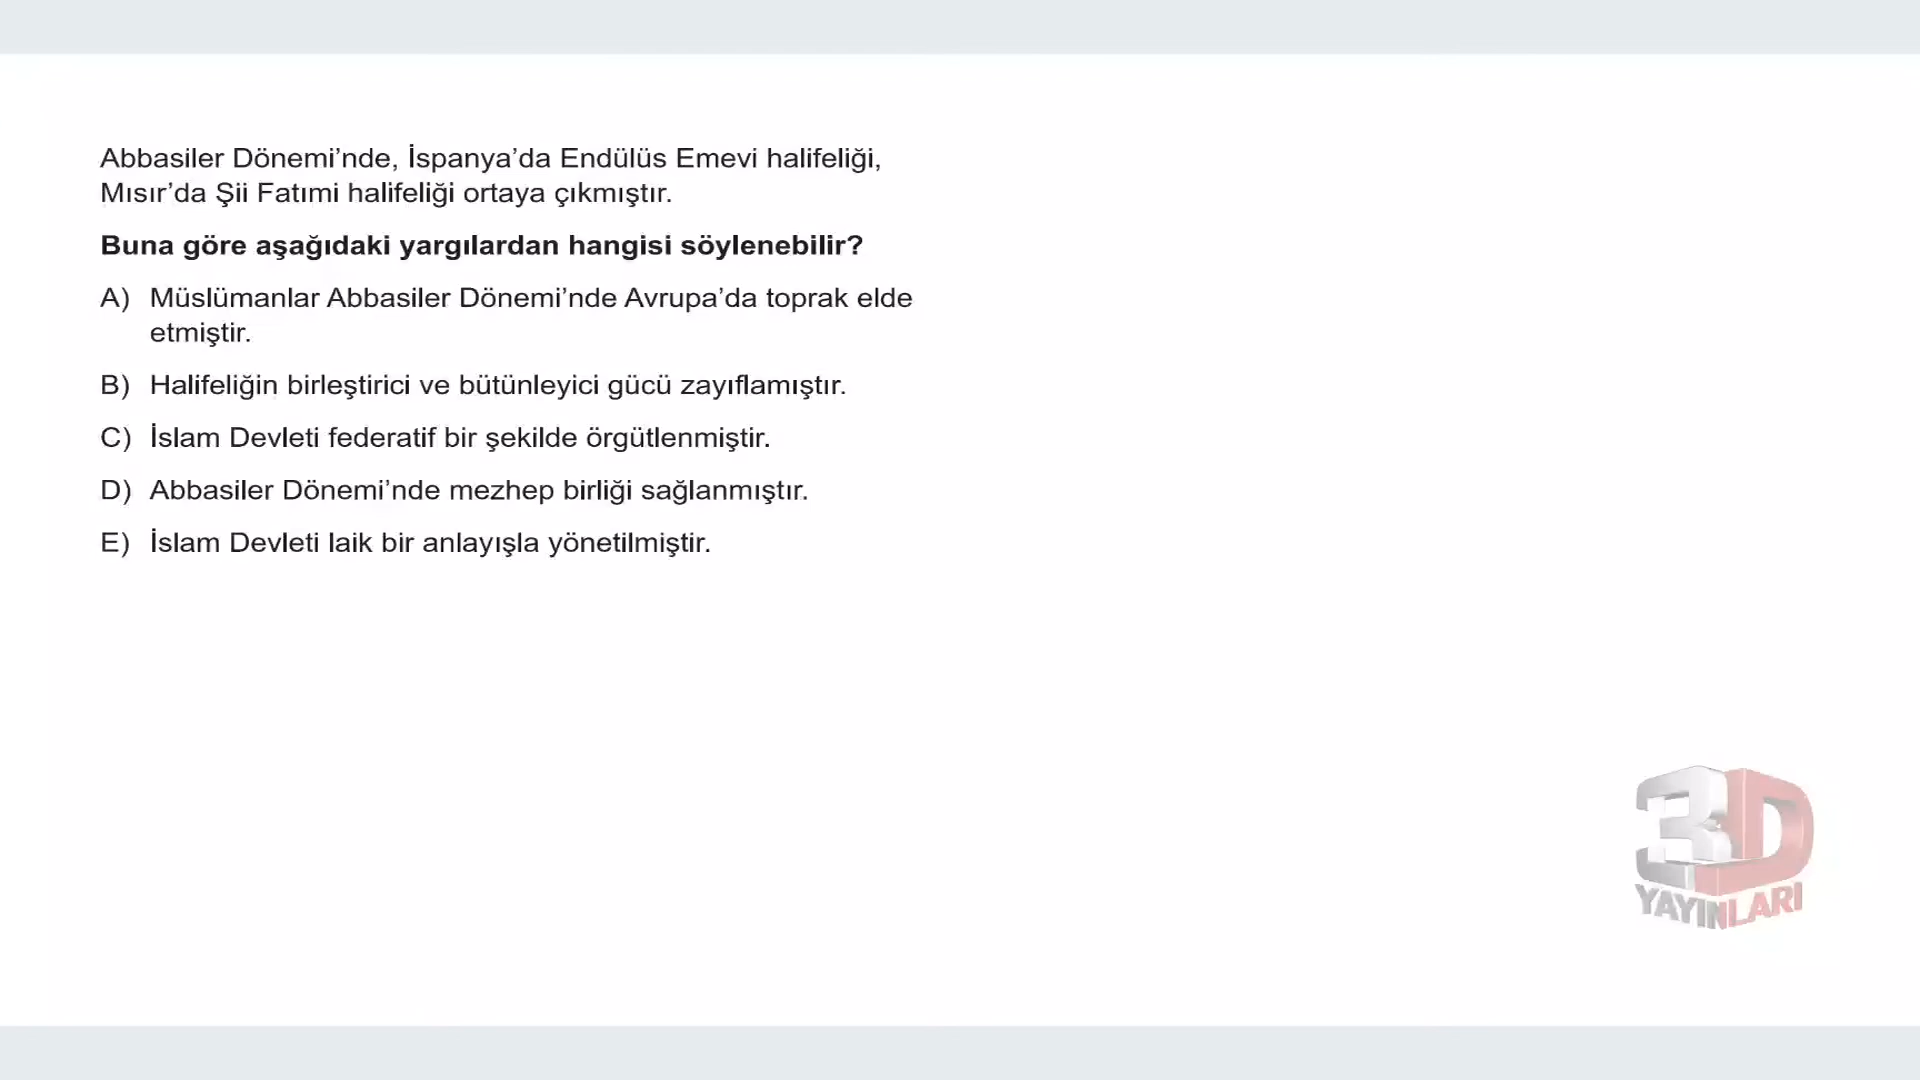 Abbasiler Dönemi’nde, İspanya’da Endülüs Emevi halifeliği,
Mısır’da Şii Fatımi halifeliği ortaya çıkmıştır.
Buna göre aşağıdaki yargılardan hangisi söylenebilir?
A) Müslümanlar Abbasiler Dönemi’nde Avrupa’da toprak elde
etmiştir.
B) Halifeliğin birleştirici ve bütünleyici gücü zayıflamıştır.
C) İslam Devleti federatif bir şekilde örgütlenmiştir.
D) Abbasiler Dönemi’nde mezhep birliği sağlanmıştır.
E) İslam Devleti laik bir anlayışla yönetilmiştir.
3D
YAYINLARI